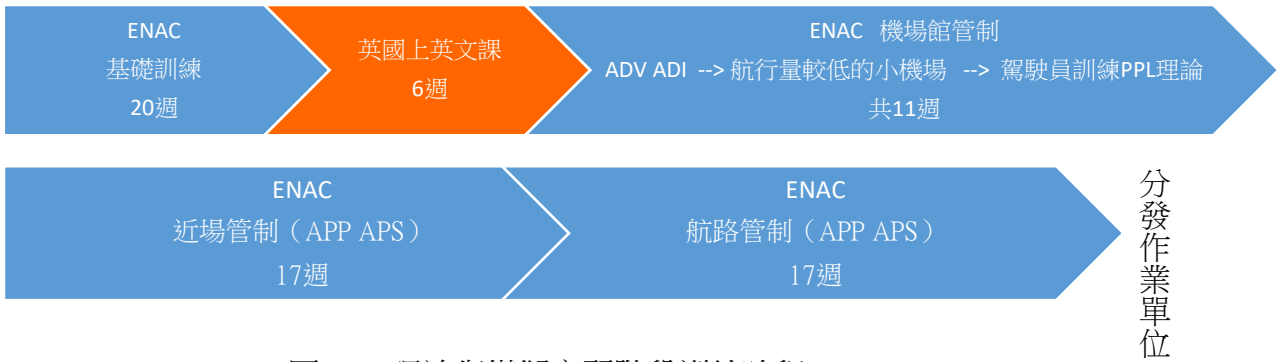 ENAC
基礎訓練
20週
英國上英文課
6週
ENAC 機場館管制
ADV ADI --> 航行量較低的小機場 --> 駕駛員訓練PPL理論
共11週
ENAC
近場管制（APP APS）
17週
ENAC
航路管制（APP APS）
17週
分發作業單位